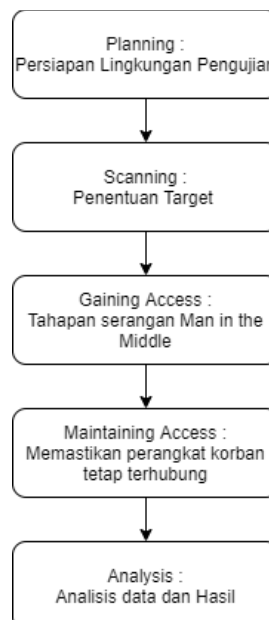 Planning :
Persiapan Lingkungan Pengujian
Scanning :
Penentuan Target
Gaining Access :
Tahapan serangan Man in the
Middle
Maintaining Access :
Memastikan perangkat korban
tetap terhubung
Analysis :
Analisis data dan Hasil